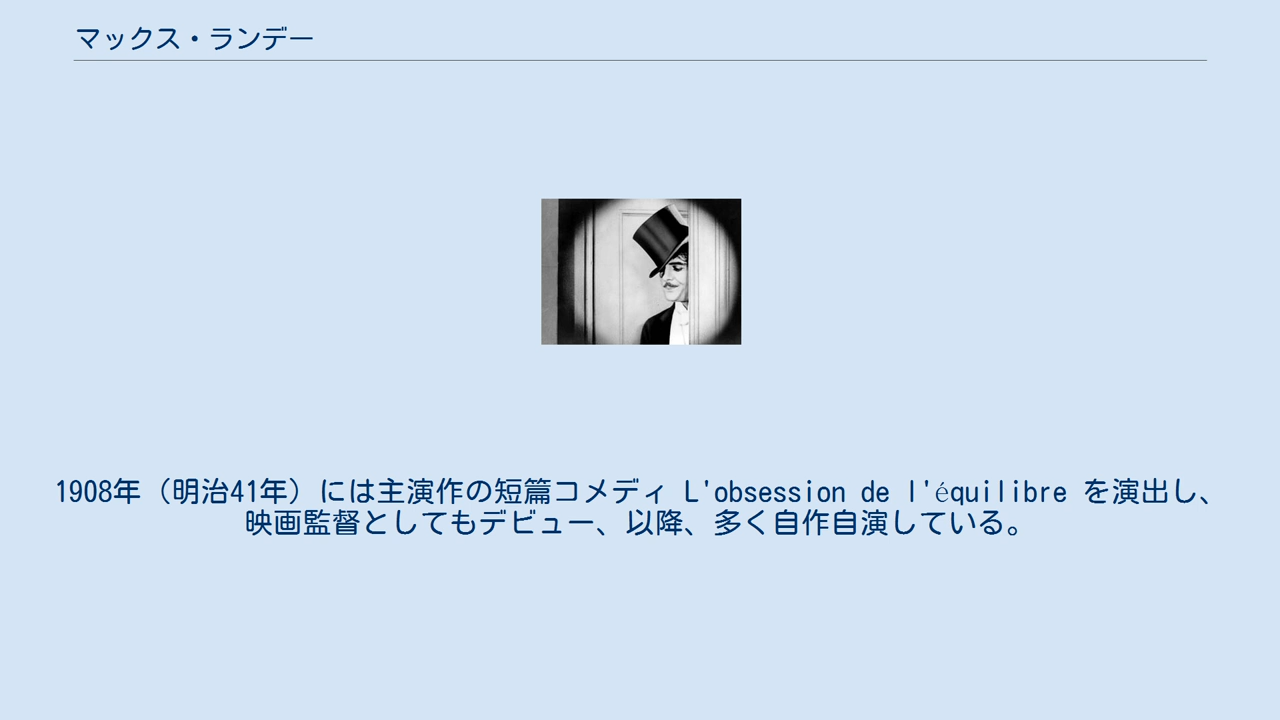 マックス・ランデー
1908年（明治41年）には主演作の短篇コメディ L'obsession de l'équilibre を演出し、
映画監督としてもデビュー、以降、多く自作自演している。